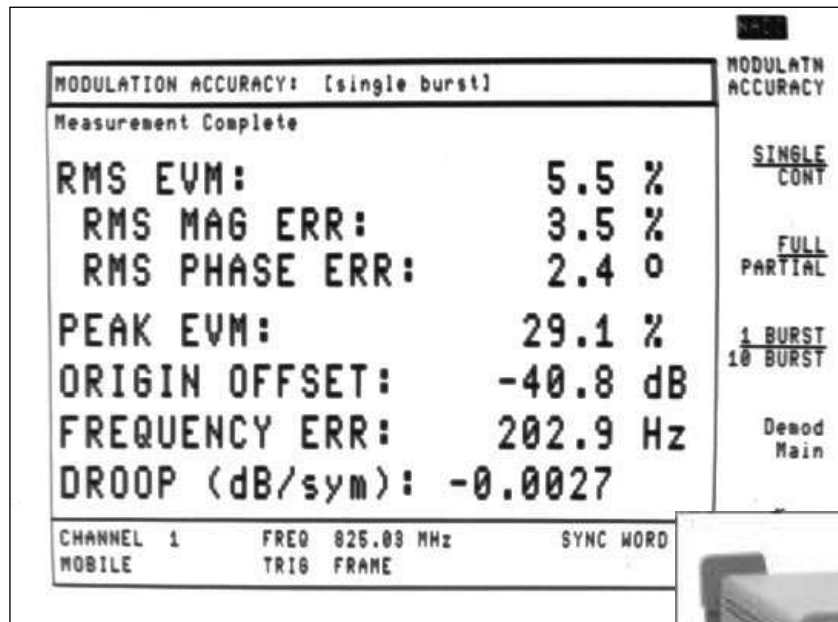 MODULATION ACCURACY: [single burst]
Measurement Complete
RMS EVM: 5.5 %
RMS MAG ERR: 3.5 %
RMS PHASE ERR: 2.4 °
PEAK EVM: 29.1 %
ORIGIN OFFSET: -40.8 dB
FREQUENCY ERR: 202.9 Hz
DROOP (dB/sym): -0.0027
CHANNEL 1 FREQ 825.03 MHz SYNC WORD
MOBILE TRIG FRAME
MODULATN
ACCURACY
SINGLE
CONT
FULL
PARTIAL
1 BURST
10 BURST
Demod
Main